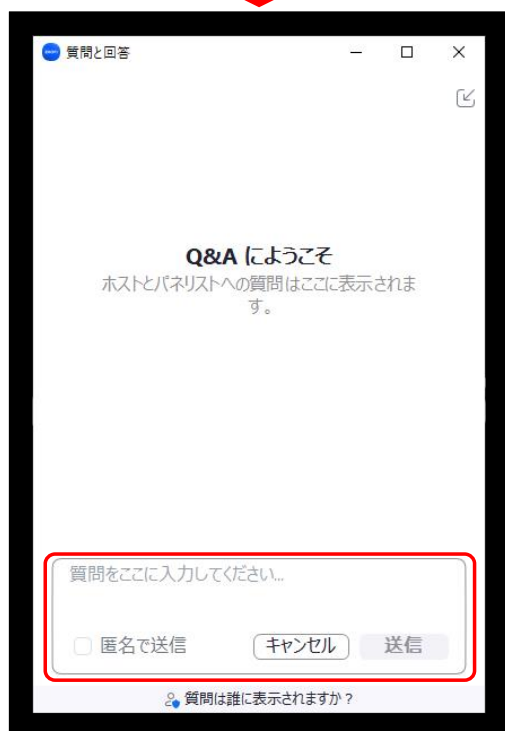 質問と回答
Q&A にようこそ
ホストとパネリストへの質問はここに表示されま
す。
質問をここに入力してください...
匿名で送信
キャンセル
送信
質問は誰に表示されますか？